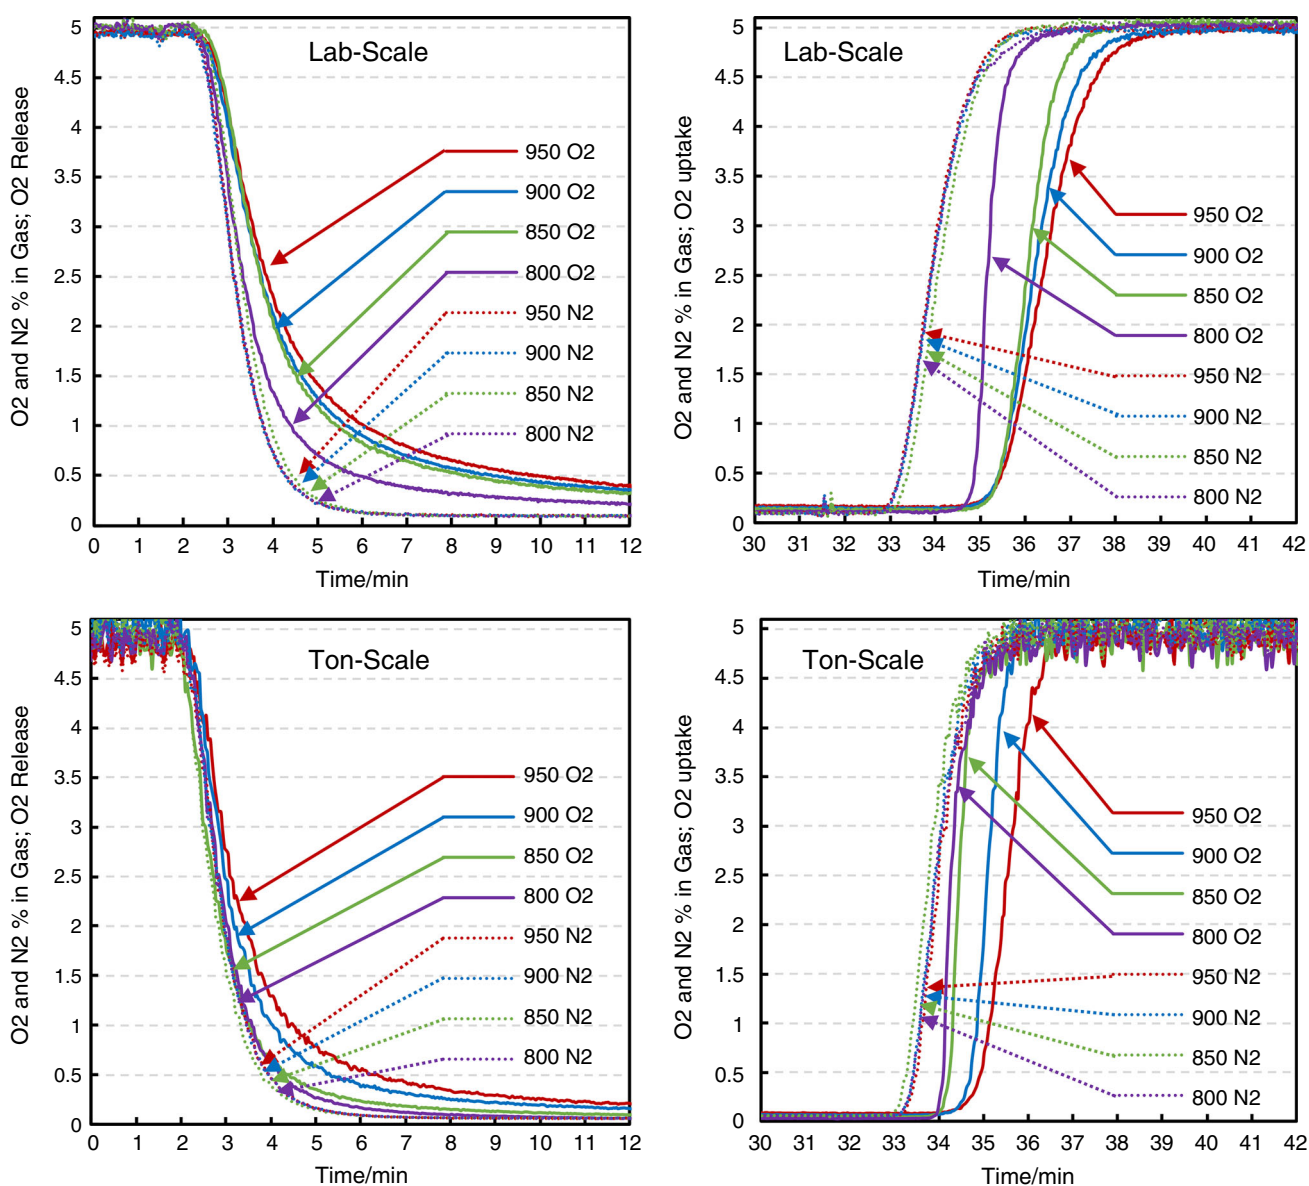 O2 and N2 % in Gas; O2 Release
5
4.5
4
3.5
3
2.5
2
1.5
1
0.5
0
Lab-Scale
950 O2
900 O2
850 O2
800 O2
950 N2
900 N2
850 N2
800 N2
0 1 2 3 4 5 6 7 8 9 10 11 12
Time/min
O2 and N2 % in Gas; O2 uptake
5
4.5
4
3.5
3
2.5
2
1.5
1
0.5
0
Lab-Scale
950 O2
900 O2
850 O2
800 O2
950 N2
900 N2
850 N2
800 N2
30 31 32 33 34 35 36 37 38 39 40 41 42
Time/min
O2 and N2 % in Gas; O2 Release
5
4.5
4
3.5
3
2.5
2
1.5
1
0.5
0
Ton-Scale
950 O2
900 O2
850 O2
800 O2
950 N2
900 N2
850 N2
800 N2
0 1 2 3 4 5 6 7 8 9 10 11 12
Time/min
O2 and N2 % in Gas; O2 uptake
5
4.5
4
3.5
3
2.5
2
1.5
1
0.5
0
Ton-Scale
950 O2
900 O2
850 O2
800 O2
950 N2
900 N2
850 N2
800 N2
30 31 32 33 34 35 36 37 38 39 40 41 42
Time/min